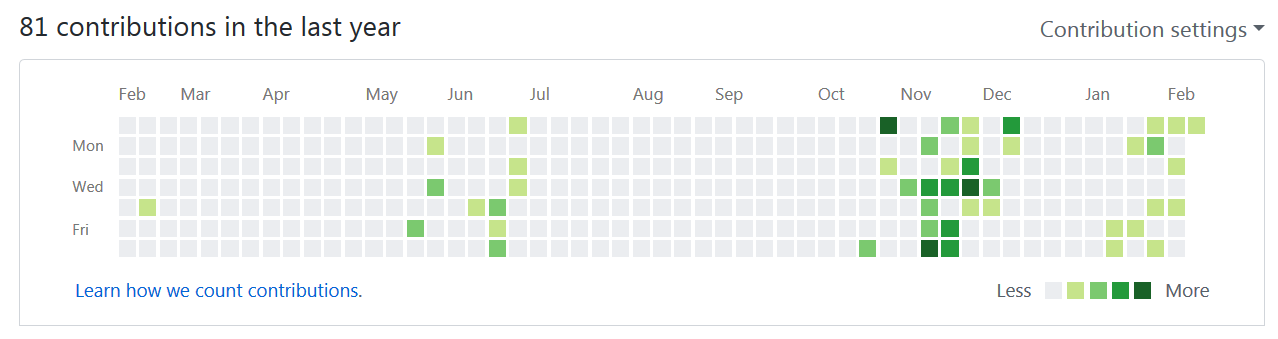 81 contributions in the last year
Contribution settings
Feb Mar Apr May Jun Jul Aug Sep Oct Nov Dec Jan Feb
Mon
Wed
Fri
Learn how we count contributions.
Less More